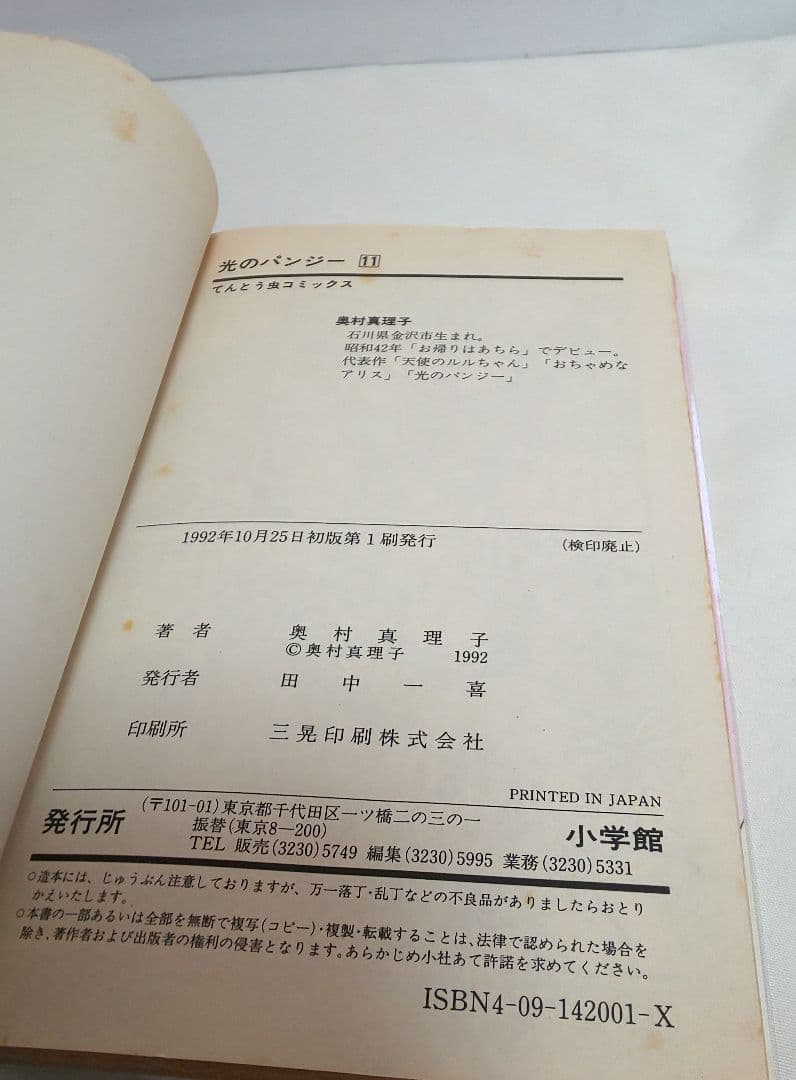 光のパンジー 11
てんとう虫コミックス
奥村真理子
石川県金沢市生まれ。
昭和42年「お帰りはあちら」でデビュー。
代表作「天使のルルちゃん」「おちゃめな
アリス」「光のパンジー」
1992年10月25日初版第1刷発行 (検印廃止)
著者 奥村真理子
©奥村真理子 1992
発行者 田中一喜
印刷所 三晃印刷株式会社
PRINTED IN JAPAN
発行所 (〒101-01)東京都千代田区一ツ橋二の三の一 小学館
振替(東京8—200)
TEL 販売(3230)5749 編集(3230)5995 業務(3230)5331
○造本には、じゅうぶん注意しておりますが、万一落丁・乱丁などの不良品がありましたらおとり
かえいたします。
○本書の一部あるいは全部を無断で複写(コピー)・複製・転載することは、法律で認められた場合を
除き、著作者および出版者の権利の侵害となります。あらかじめ小社あて許諾を求めてください。
ISBN4-09-142001-X